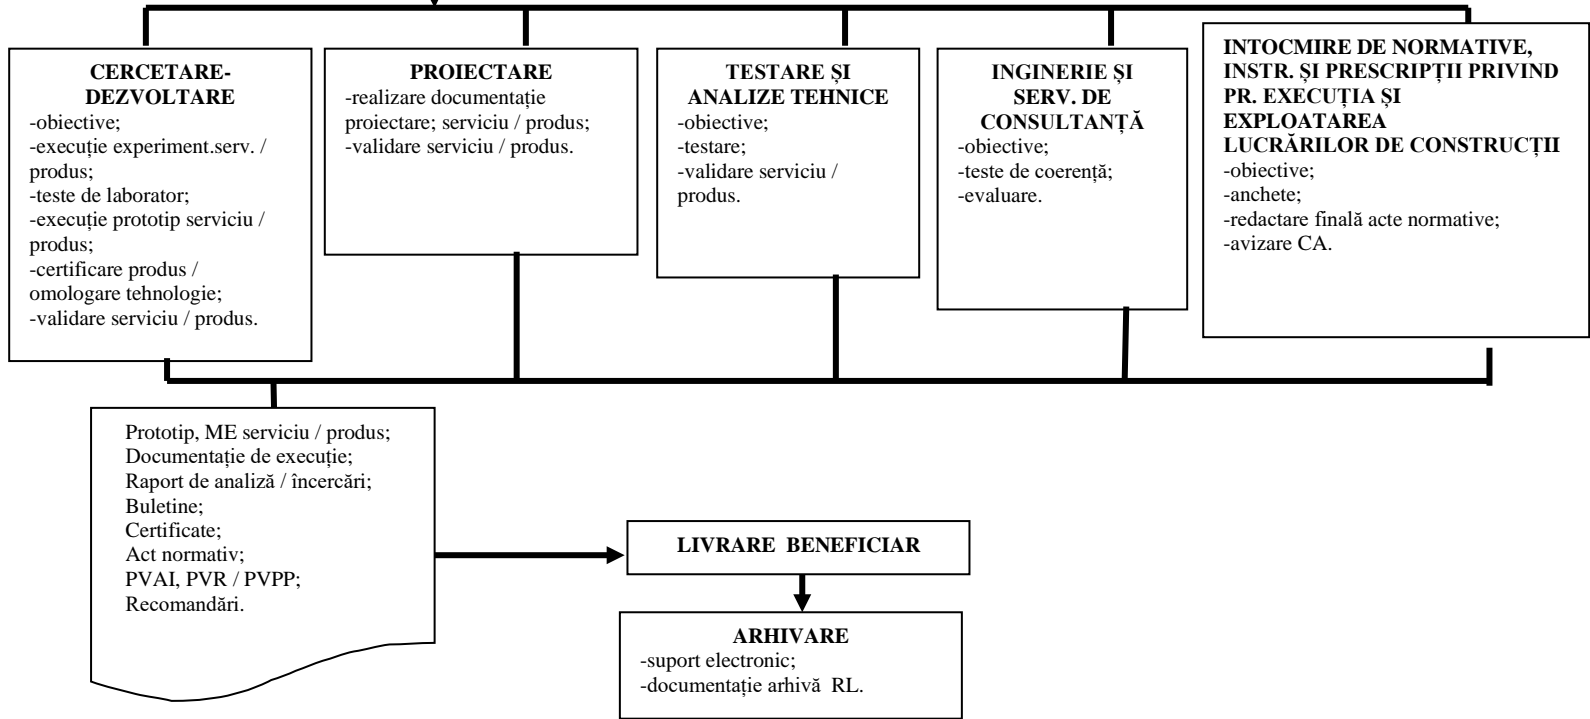 CERCETARE-
DEZVOLTARE
-obiective;
-execuție experiment.serv. /
produs;
-teste de laborator;
-execuție prototip serviciu /
produs;
-certificare produs /
omologare tehnologie;
-validare serviciu / produs.
PROIECTARE
-realizare documentație
proiectare; serviciu / produs;
-validare serviciu / produs.
TESTARE ȘI
ANALIZE TEHNICE
-obiective;
-testare;
-validare serviciu /
produs.
INGINERIE ȘI
SERV. DE
CONSULTANȚĂ
-obiective;
-teste de coerență;
-evaluare.
INTOCMIRE DE NORMATIVE,
INSTR. ȘI PRESCRIPȚII PRIVIND
PR. EXECUȚIA ȘI
EXPLOATAREA
LUCRĂRILOR DE CONSTRUCȚII
-obiective;
-anchete;
-redactare finală acte normative;
-avizare CA.
Prototip, ME serviciu / produs;
Documentație de execuție;
Raport de analiză / încercări;
Buletine;
Certificate;
Act normativ;
PVAI, PVR / PVPP;
Recomandări.
LIVRARE BENEFICIAR
ARHIVARE
-suport electronic;
-documentație arhivă RL.